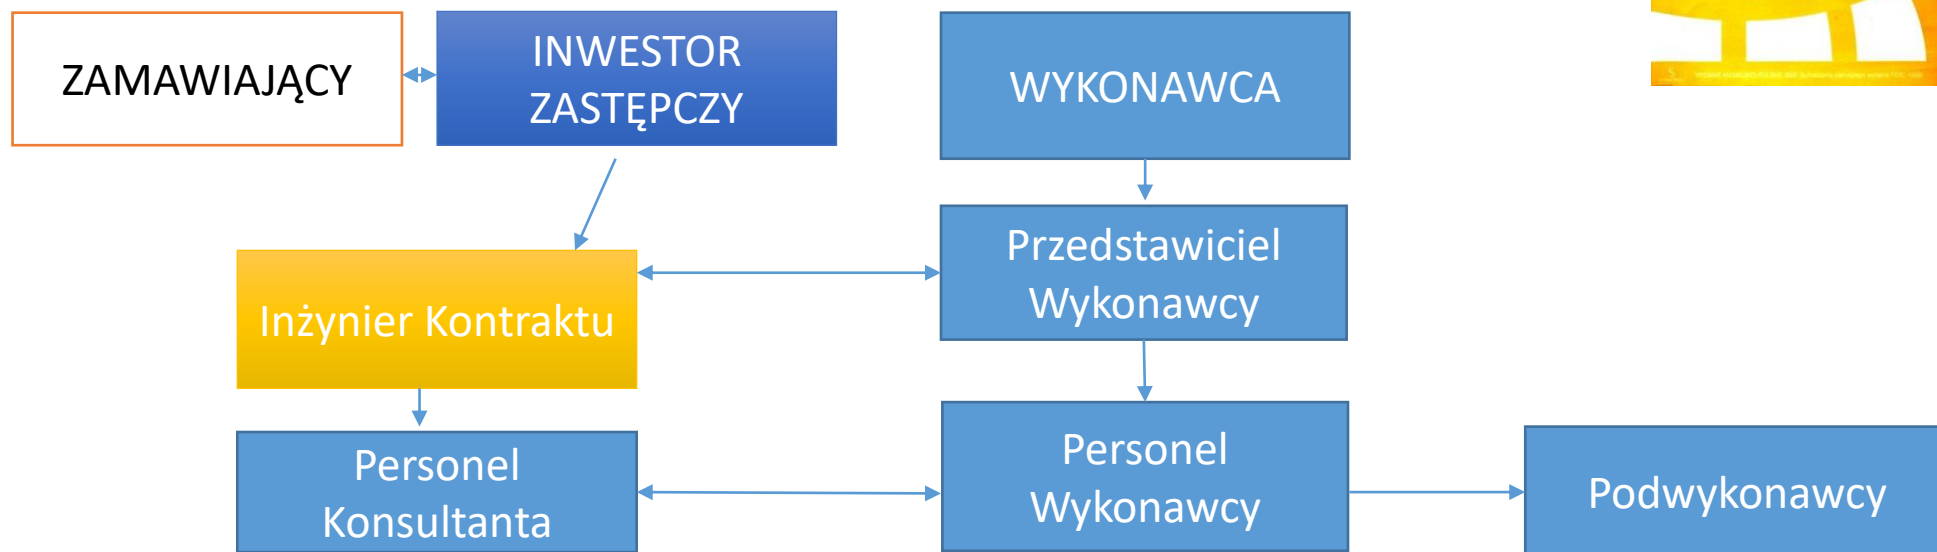 ZAMAWIAJĄCY
INWESTOR
ZASTĘPCZY
WYKONAWCA
Przedstawiciel
Wykonawcy
Inżynier Kontraktu
Personel
Konsultanta
Personel
Wykonawcy
Podwykonawcy